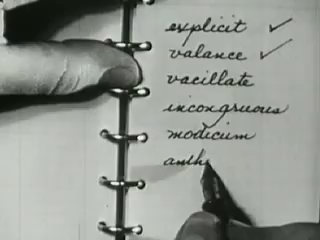 explicit ✓
valance ✓
vacillate
incongruous
modicum
anth